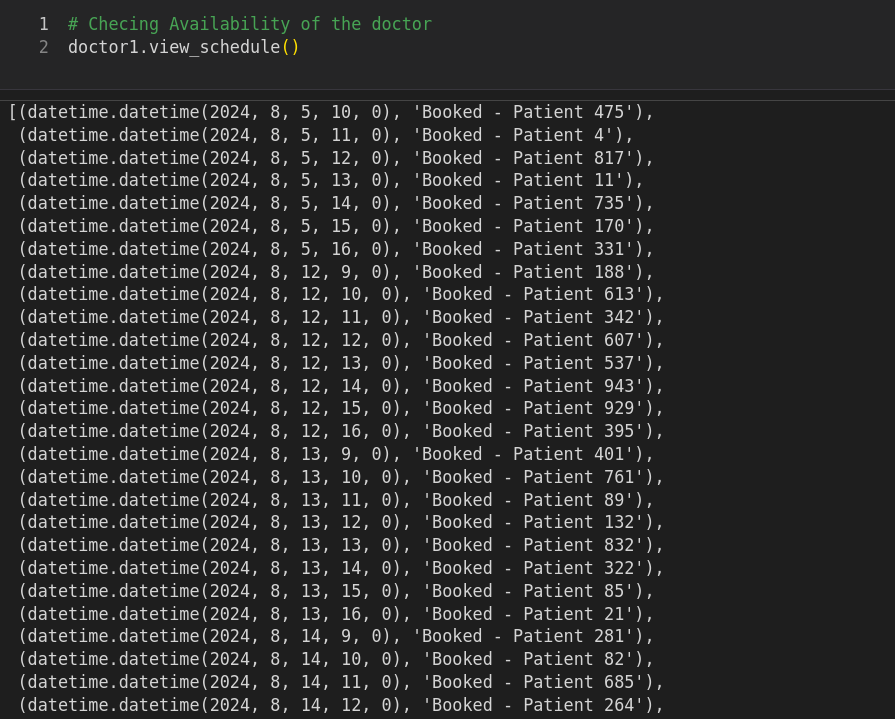 1 # Checing Availability of the doctor
2 doctor1.view_schedule()
[(datetime.datetime(2024, 8, 5, 10, 0), 'Booked - Patient 475'),
(datetime.datetime(2024, 8, 5, 11, 0), 'Booked - Patient 4'),
(datetime.datetime(2024, 8, 5, 12, 0), 'Booked - Patient 817'),
(datetime.datetime(2024, 8, 5, 13, 0), 'Booked - Patient 11'),
(datetime.datetime(2024, 8, 5, 14, 0), 'Booked - Patient 735'),
(datetime.datetime(2024, 8, 5, 15, 0), 'Booked - Patient 170'),
(datetime.datetime(2024, 8, 5, 16, 0), 'Booked - Patient 331'),
(datetime.datetime(2024, 8, 12, 9, 0), 'Booked - Patient 188'),
(datetime.datetime(2024, 8, 12, 10, 0), 'Booked - Patient 613'),
(datetime.datetime(2024, 8, 12, 11, 0), 'Booked - Patient 342'),
(datetime.datetime(2024, 8, 12, 12, 0), 'Booked - Patient 607'),
(datetime.datetime(2024, 8, 12, 13, 0), 'Booked - Patient 537'),
(datetime.datetime(2024, 8, 12, 14, 0), 'Booked - Patient 943'),
(datetime.datetime(2024, 8, 12, 15, 0), 'Booked - Patient 929'),
(datetime.datetime(2024, 8, 12, 16, 0), 'Booked - Patient 395'),
(datetime.datetime(2024, 8, 13, 9, 0), 'Booked - Patient 401'),
(datetime.datetime(2024, 8, 13, 10, 0), 'Booked - Patient 761'),
(datetime.datetime(2024, 8, 13, 11, 0), 'Booked - Patient 89'),
(datetime.datetime(2024, 8, 13, 12, 0), 'Booked - Patient 132'),
(datetime.datetime(2024, 8, 13, 13, 0), 'Booked - Patient 832'),
(datetime.datetime(2024, 8, 13, 14, 0), 'Booked - Patient 322'),
(datetime.datetime(2024, 8, 13, 15, 0), 'Booked - Patient 85'),
(datetime.datetime(2024, 8, 13, 16, 0), 'Booked - Patient 21'),
(datetime.datetime(2024, 8, 14, 9, 0), 'Booked - Patient 281'),
(datetime.datetime(2024, 8, 14, 10, 0), 'Booked - Patient 82'),
(datetime.datetime(2024, 8, 14, 11, 0), 'Booked - Patient 685'),
(datetime.datetime(2024, 8, 14, 12, 0), 'Booked - Patient 264'),